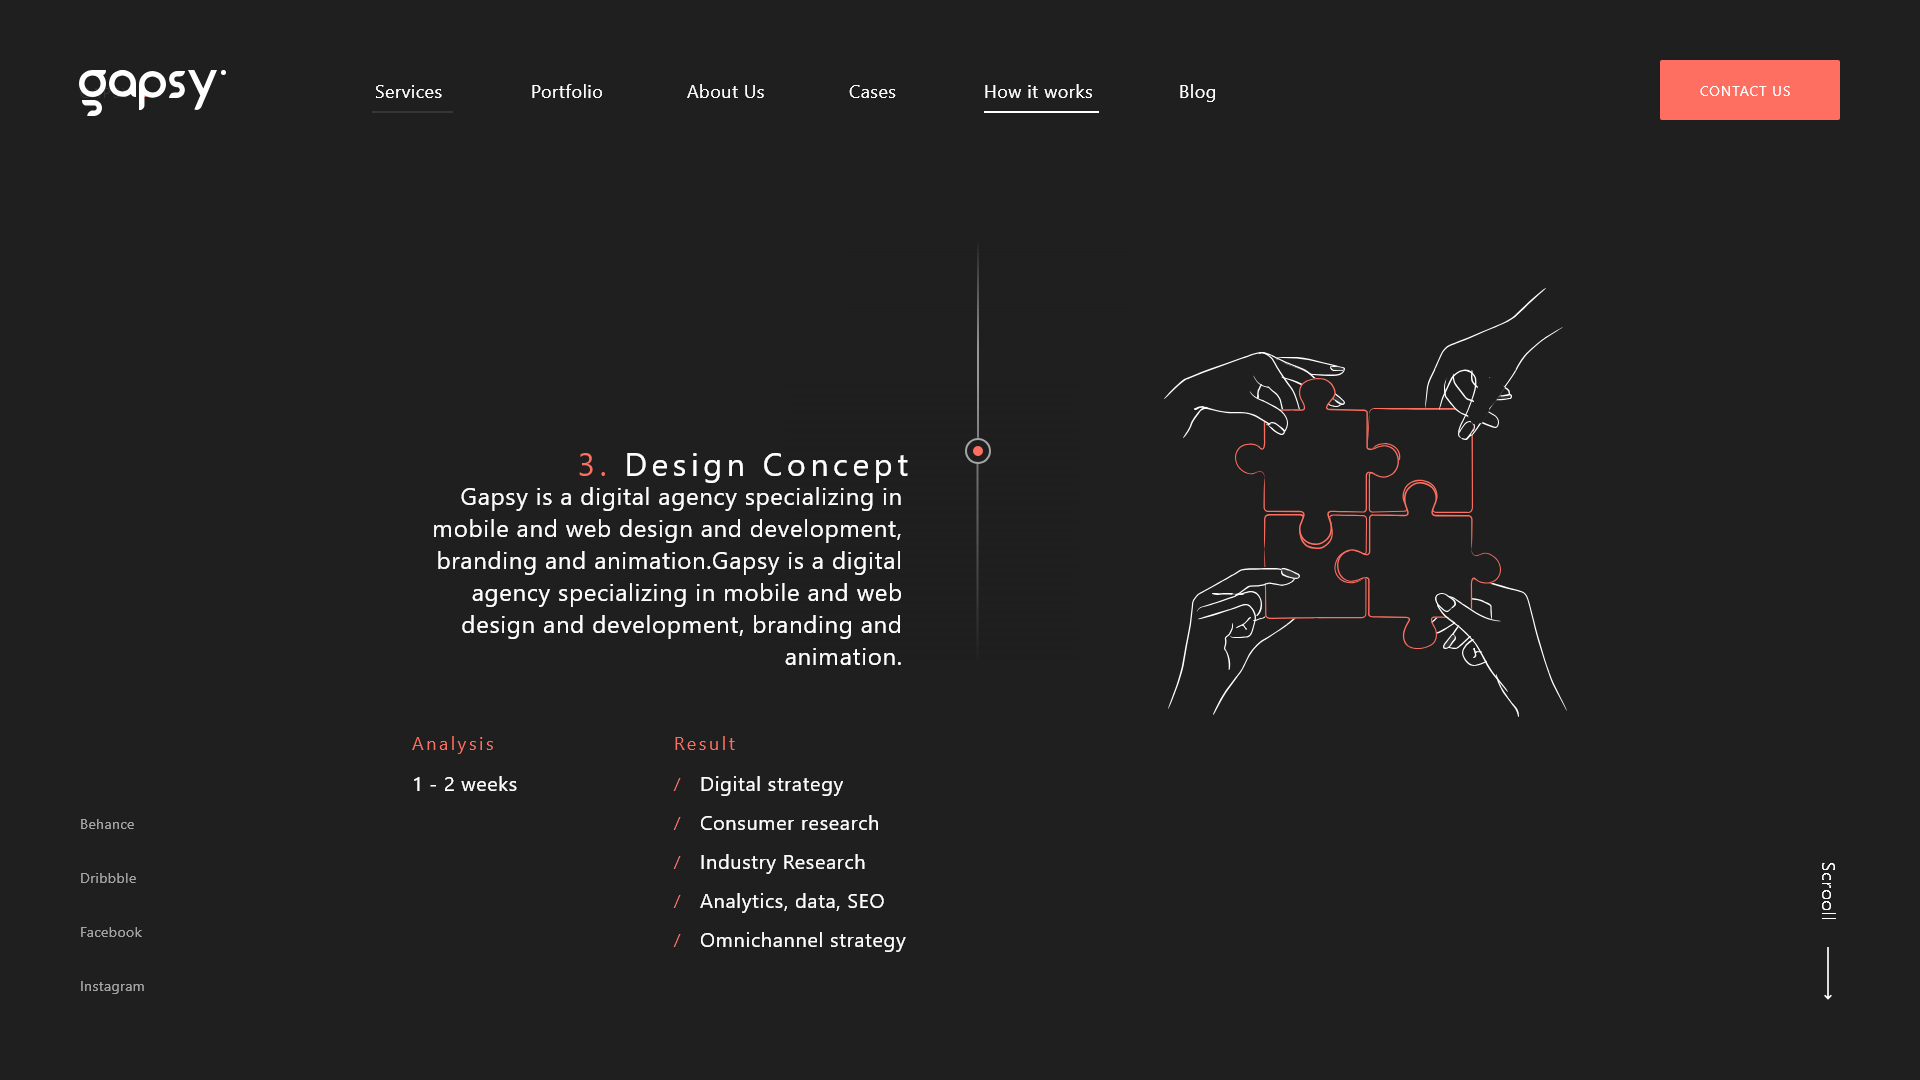 gapsy
Services
Portfolio
About Us
Cases
How it works
Blog
CONTACT US
3. Design Concept
Gapsy is a digital agency specializing in
mobile and web design and development,
branding and animation.Gapsy is a digital
agency specializing in mobile and web
design and development, branding and
animation.
Analysis
1 - 2 weeks
Result
/ Digital strategy
/ Consumer research
/ Industry Research
/ Analytics, data, SEO
/ Omnichannel strategy
Behance
Dribbble
Facebook
Instagram
Scrooll